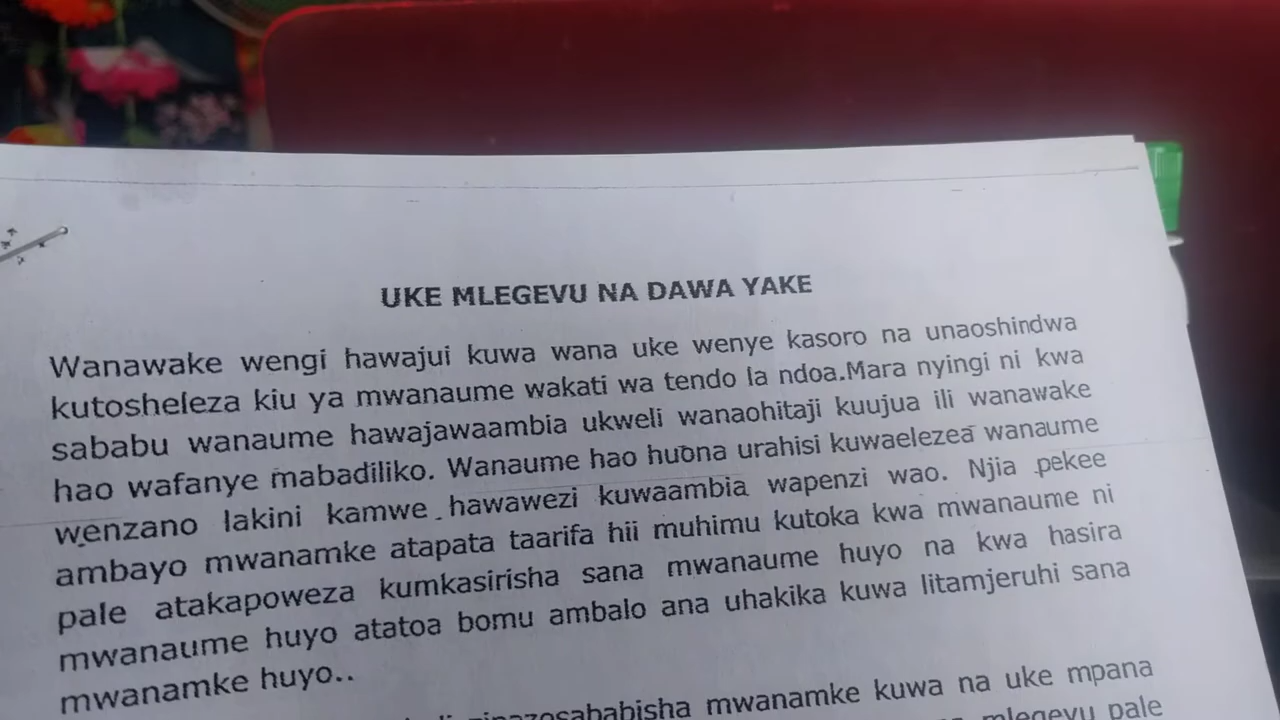 UKE MLEGEVU NA DAWA YAKE
Wanawake wengi hawajui kuwa wana uke wenye kasoro na unaoshindwa
kutosheleza kiu ya mwanaume wakati wa tendo la ndoa.Mara nyingi ni kwa
sababu wanaume hawajawaambia ukweli wanaohitaji kuujua ili wanawake
hao wafanye mabadiliko. Wanaume hao huona urahisi kuwaelezea wanaume
wenzano lakini kamwe hawawezi kuwaambia wapenzi wao. Njia pekee
ambayo mwanamke atapata taarifa hii muhimu kutoka kwa mwanaume ni
pale atakapoweza kumkasirisha sana mwanaume huyo na kwa hasira
mwanaume huyo atatoa bomu ambalo ana uhakika kuwa litamjeruhi sana
mwanamke huyo..
mwanamke kuwa na uke mpana
mlegevu pale